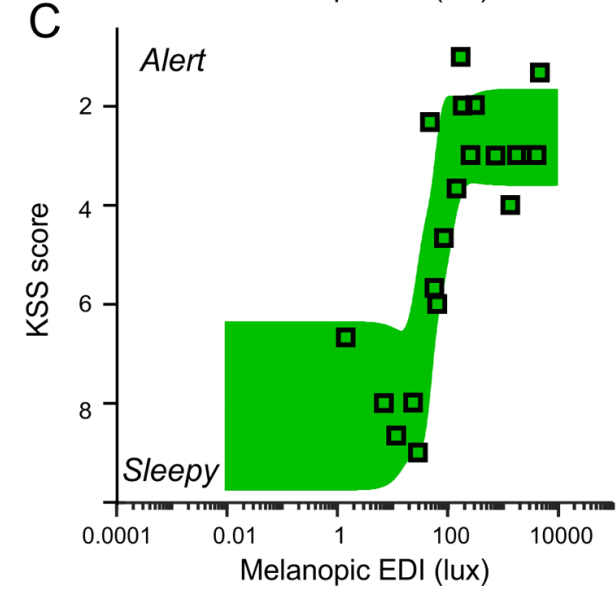 C
Alert
2
4
6
8
KSS score
Sleepy
0.0001 0.01 1 100 10000
Melanopic EDI (lux)